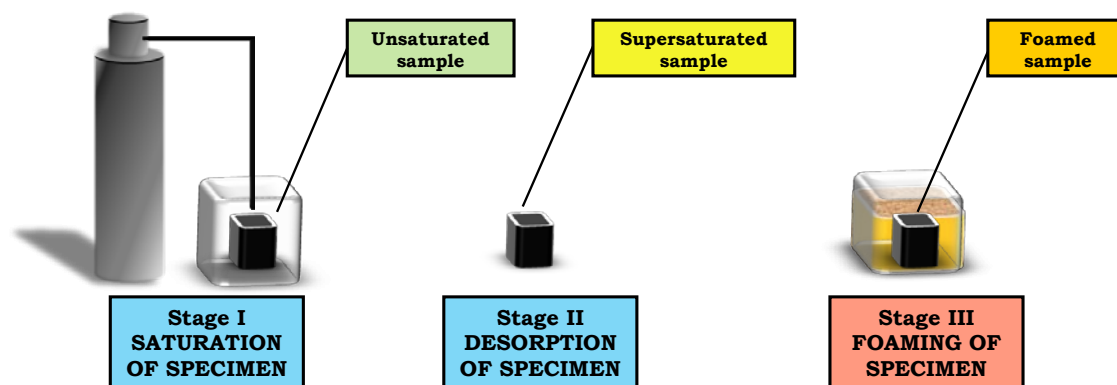 Unsaturated
sample
Supersaturated
sample
Foamed
sample
Stage I
SATURATION
OF SPECIMEN
Stage II
DESORPTION
OF SPECIMEN
Stage III
FOAMING OF
SPECIMEN